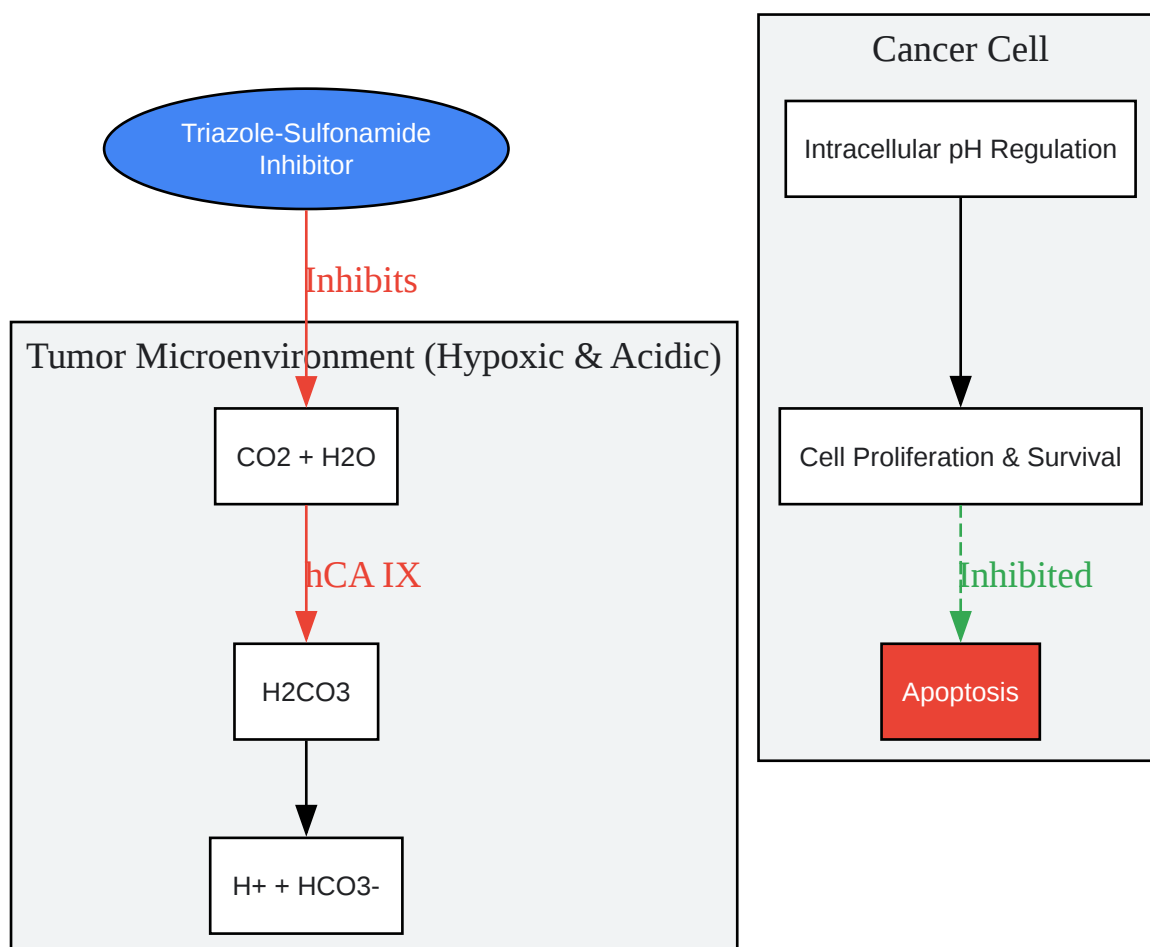 Triazole-Sulfonamide
Inhibitor
Inhibits
Tumor Microenvironment (Hypoxic & Acidic)
CO2 + H2O
hCA IX
H2CO3
H+ + HCO3-
Cancer Cell
Intracellular pH Regulation
Cell Proliferation & Survival
Inhibited
Apoptosis